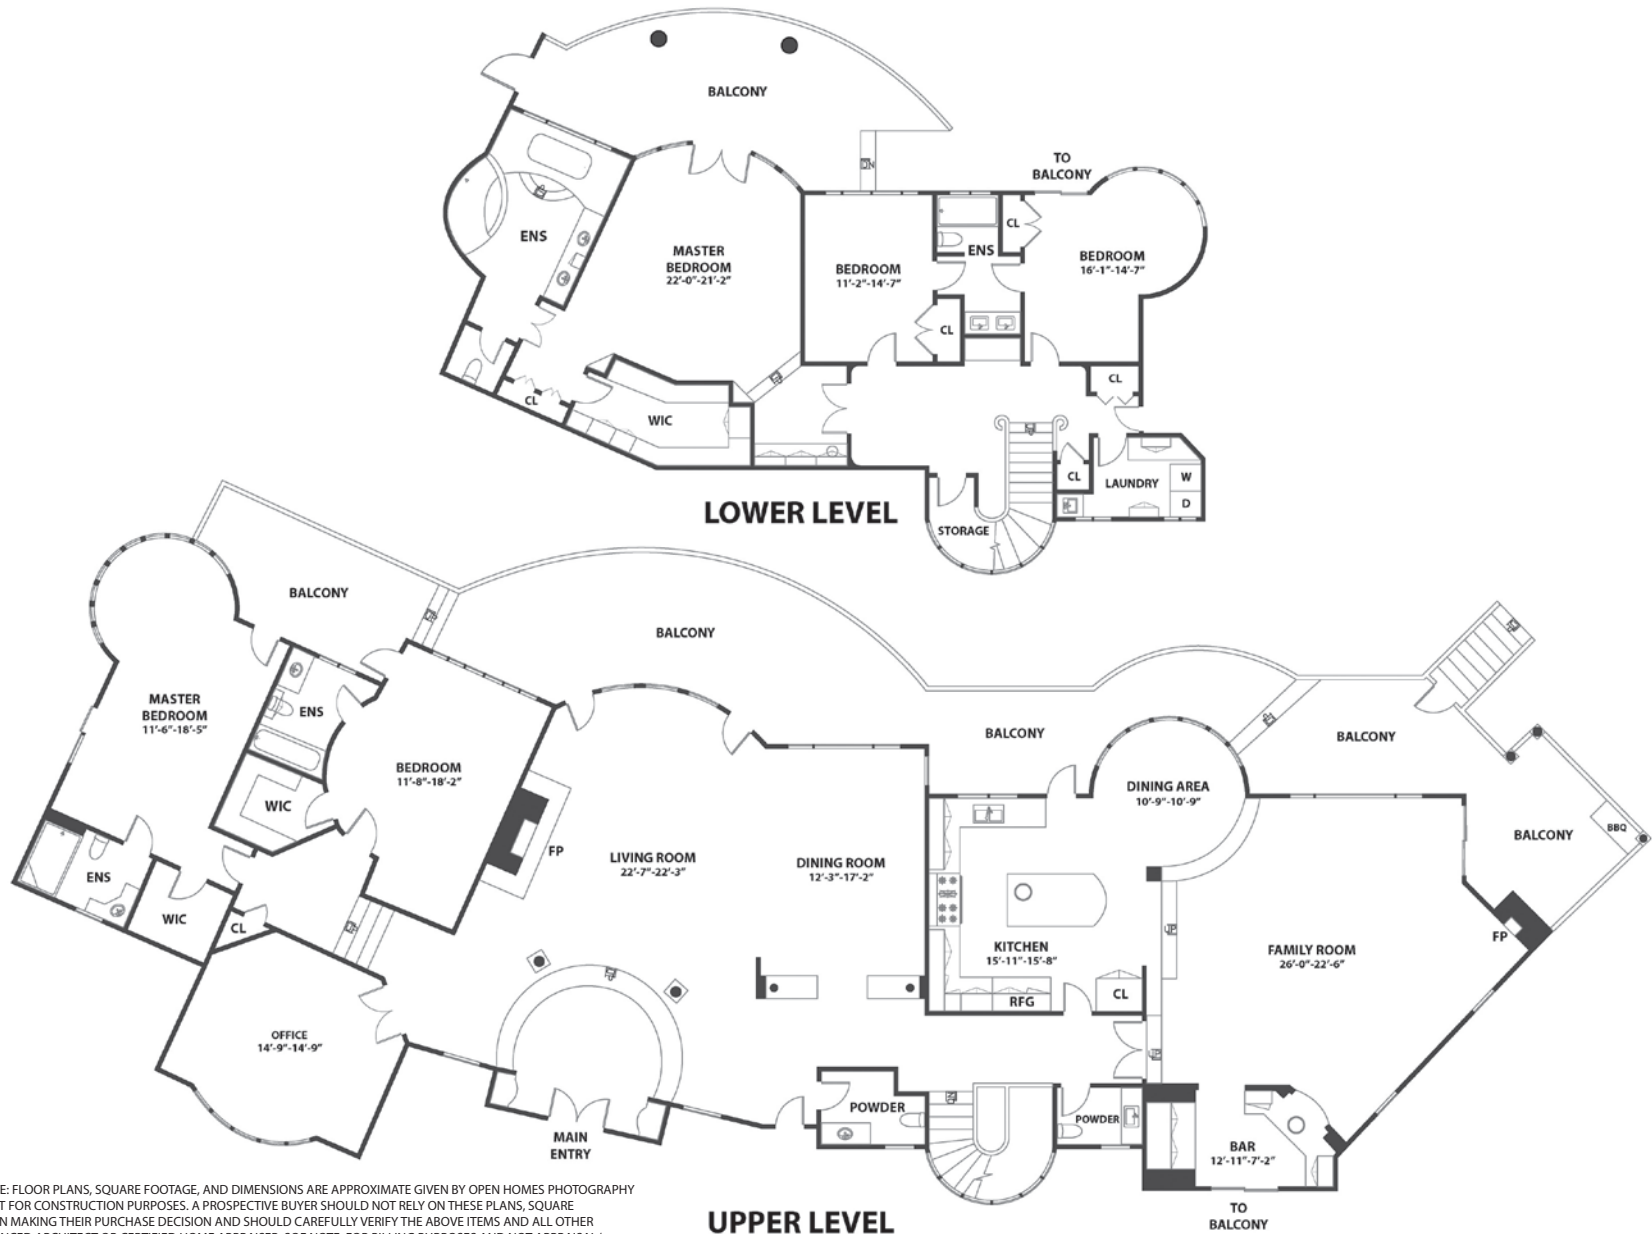 BALCONY
TO
BALCONY
ENS
MASTER
BEDROOM
22'-0"-21'-2"
BEDROOM
11'-2"-14'-7"
ENS
CL
BEDROOM
16'-1"-14'-7"
CL
CL
CL
WIC
CL
LAUNDRY
W
D
STORAGE
LOWER LEVEL
BALCONY
BALCONY
MASTER
BEDROOM
11'-6"-18'-5"
ENS
BEDROOM
11'-8"-18'-2"
WIC
BALCONY
BALCONY
DINING AREA
10'-9"-10'-9"
BALCONY
BBQ
FP
LIVING ROOM
22'-7"-22'-3"
DINING ROOM
12'-3"-17'-2"
ENS
WIC
CL
KITCHEN
15'-11"-15'-8"
RFG
CL
FAMILY ROOM
26'-0"-22'-6"
FP
OFFICE
14'-9"-14'-9"
MAIN
ENTRY
POWDER
POWDER
BAR
12'-11"-7'-2"
TO
BALCONY
UPPER LEVEL
E: FLOOR PLANS, SQUARE FOOTAGE, AND DIMENSIONS ARE APPROXIMATE GIVEN BY OPEN HOMES PHOTOGRAPHY
T FOR CONSTRUCTION PURPOSES. A PROSPECTIVE BUYER SHOULD NOT RELY ON THESE PLANS, SQUARE
N MAKING THEIR PURCHASE DECISION AND SHOULD CAREFULLY VERIFY THE ABOVE ITEMS AND ALL OTHER